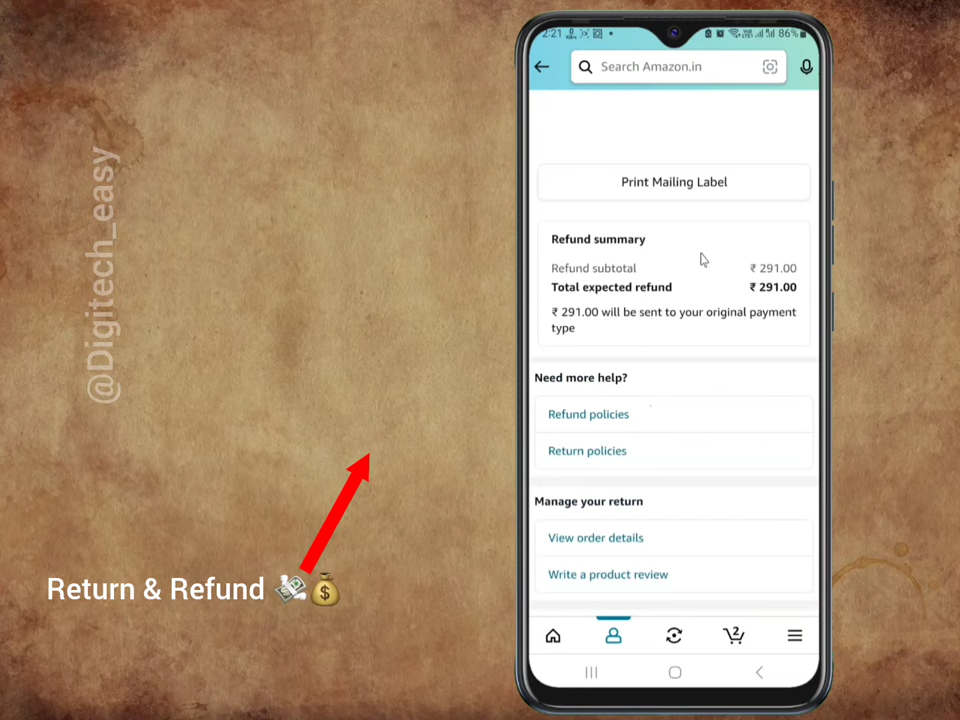 @Digitech_easy
Return & Refund
2:21
86%
Search Amazon.in
Print Mailing Label
Refund summary
Refund subtotal ₹ 291.00
Total expected refund ₹ 291.00
₹ 291.00 will be sent to your original payment
type
Need more help?
Refund policies
Return policies
Manage your return
View order details
Write a product review
2